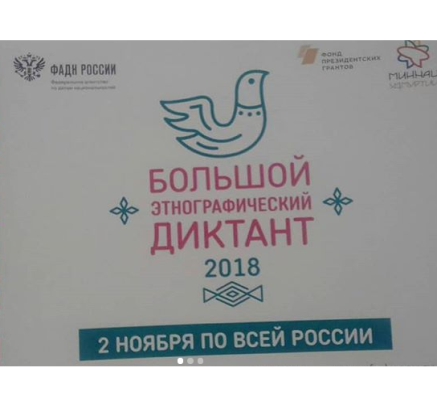 ФАДН РОССИИ
ФОНД
ПРЕЗИДЕНТСКИХ
ГРАНТОВ
БОЛЬШОЙ
ЭТНОГРАФИЧЕСКИЙ
ДИКТАНТ
2018
2 НОЯБРЯ ПО ВСЕЙ РОССИИ